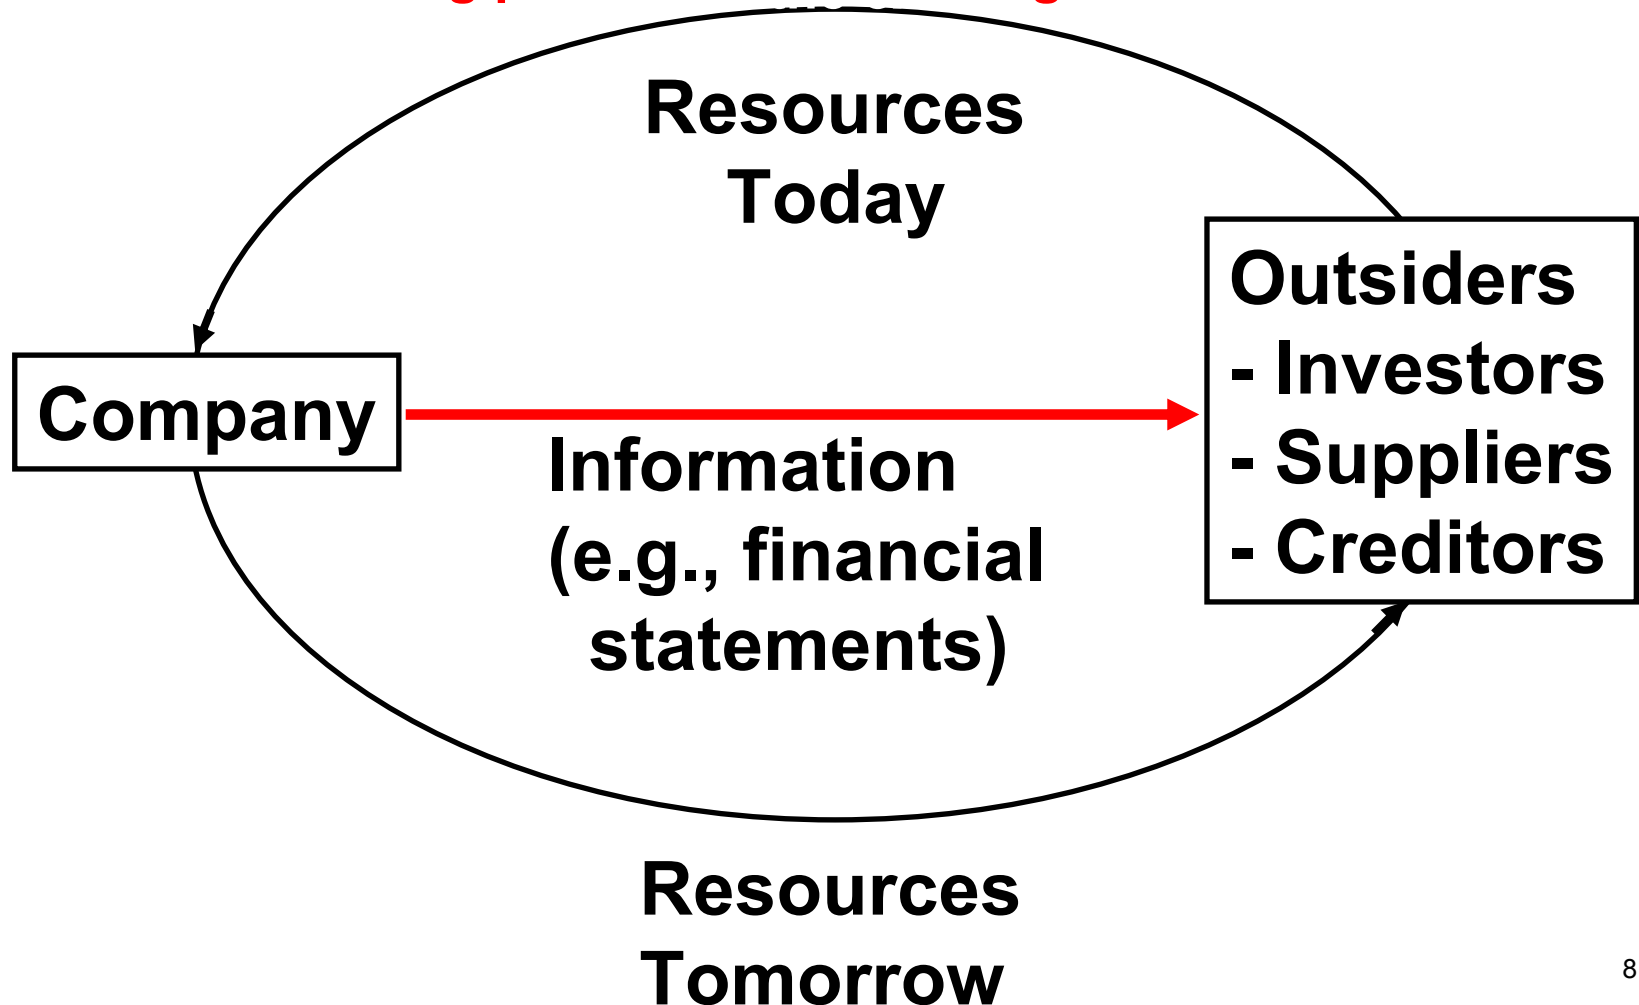 Resources
Today
Outsiders
- Investors
- Suppliers
- Creditors
Company
Information
(e.g., financial
statements)
Resources
Tomorrow
8